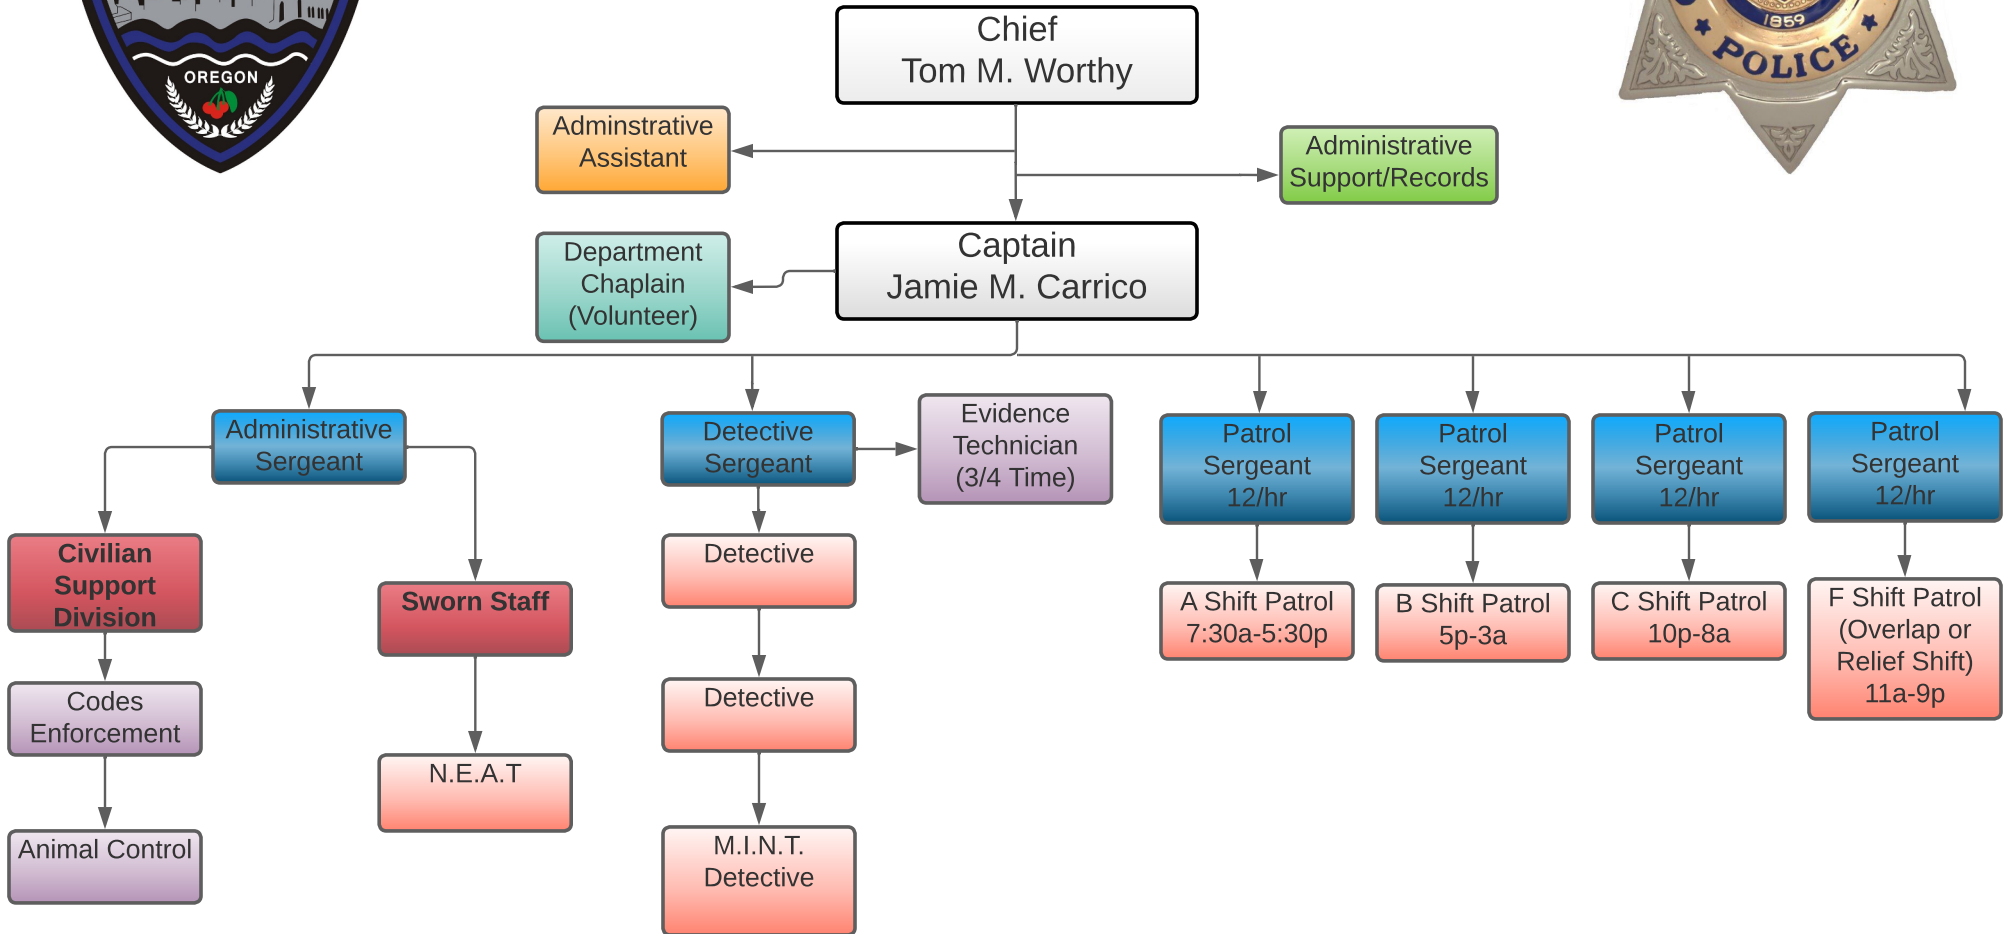 OREGON
1859
POLICE
Chief
Tom M. Worthy
Adminstrative
Assistant
Administrative
Support/Records
Department
Chaplain
(Volunteer)
Captain
Jamie M. Carrico
Administrative
Sergeant
Detective
Sergeant
Evidence
Technician
(3/4 Time)
Patrol
Sergeant
12/hr
Patrol
Sergeant
12/hr
Patrol
Sergeant
12/hr
Patrol
Sergeant
12/hr
Civilian
Support
Division
Sworn Staff
Detective
A Shift Patrol
7:30a-5:30p
B Shift Patrol
5p-3a
C Shift Patrol
10p-8a
F Shift Patrol
(Overlap or
Relief Shift)
11a-9p
Codes
Enforcement
Detective
N.E.A.T
Animal Control
M.I.N.T.
Detective